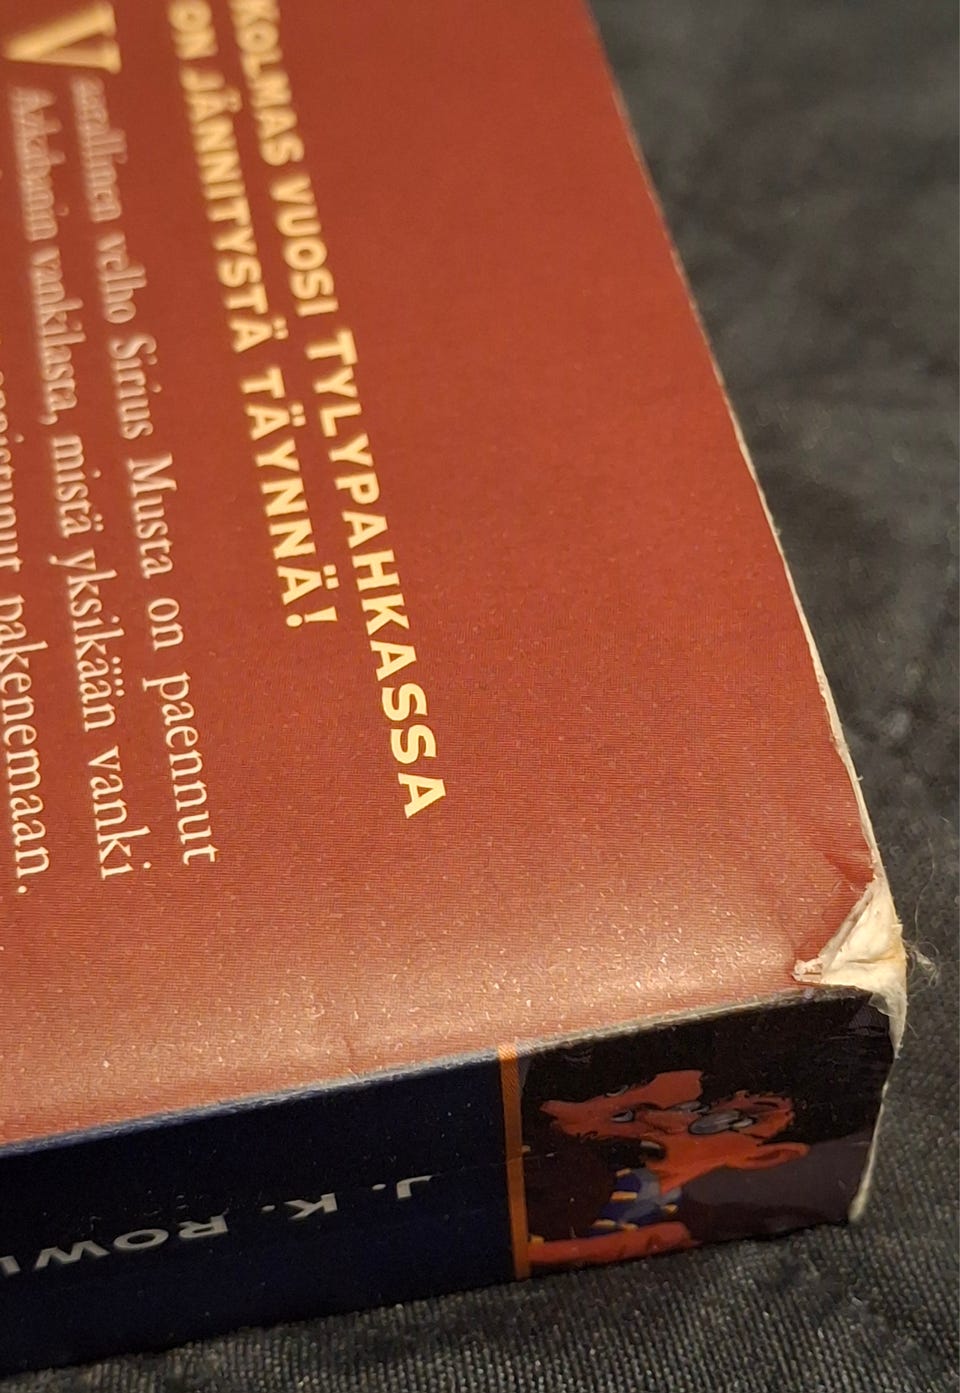 KOLMAS VUOSI TYLYPAHKASSA
ON JÄNNITYSTÄ TÄYNNÄ!
Vaarallinen velho Sirius Musta on paennut
Azkabanin vankilasta, mistä yksikään vanki
onnistunut pakenemaan.
J. K. ROW